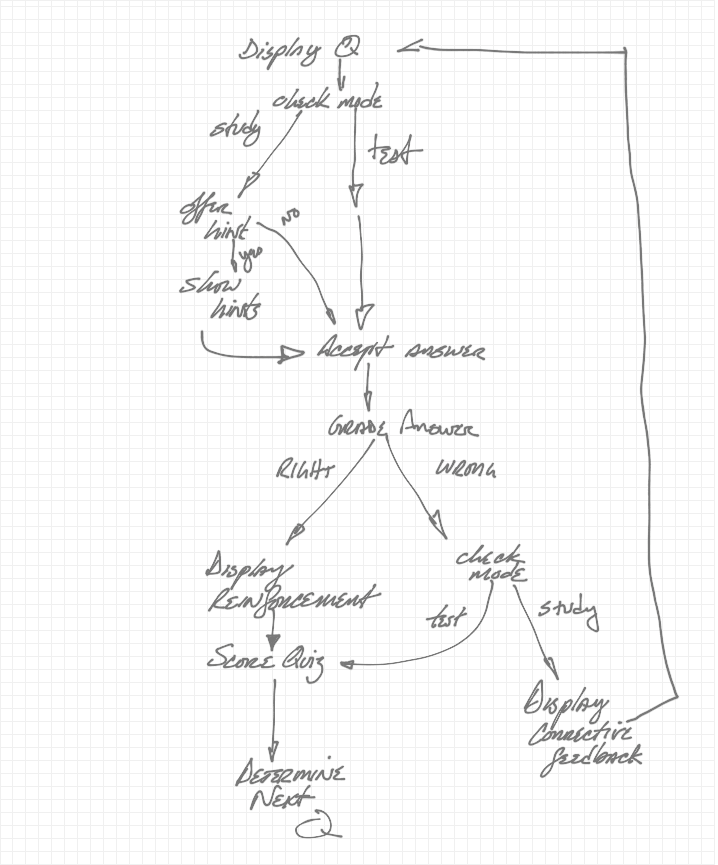 Display Q
check mode
study
test
offer
hint
no
yes
Show
hints
Accept answer
Grade Answer
Right
Wrong
Display
Reinforcement
check
mode
test
study
Score Quiz
Display
Corrective
feedback
Determine
Next
Q